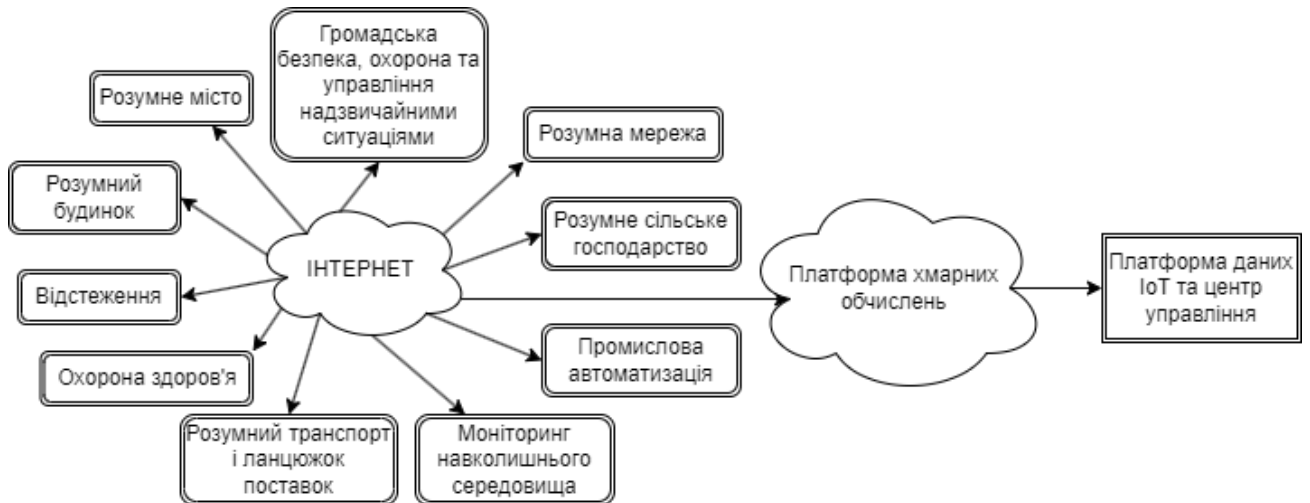 Громадська
безпека, охорона та
управління
надзвичайними
ситуаціями
Розумне місто
Розумна мережа
Розумний
будинок
Розумне сільське
господарство
ІНТЕРНЕТ
Платформа хмарних
обчислень
Платформа даних
IoT та центр
управління
Відстеження
Промислова
автоматизація
Охорона здоров'я
Розумний транспорт
і ланцюжок
поставок
Моніторинг
навколишнього
середовища